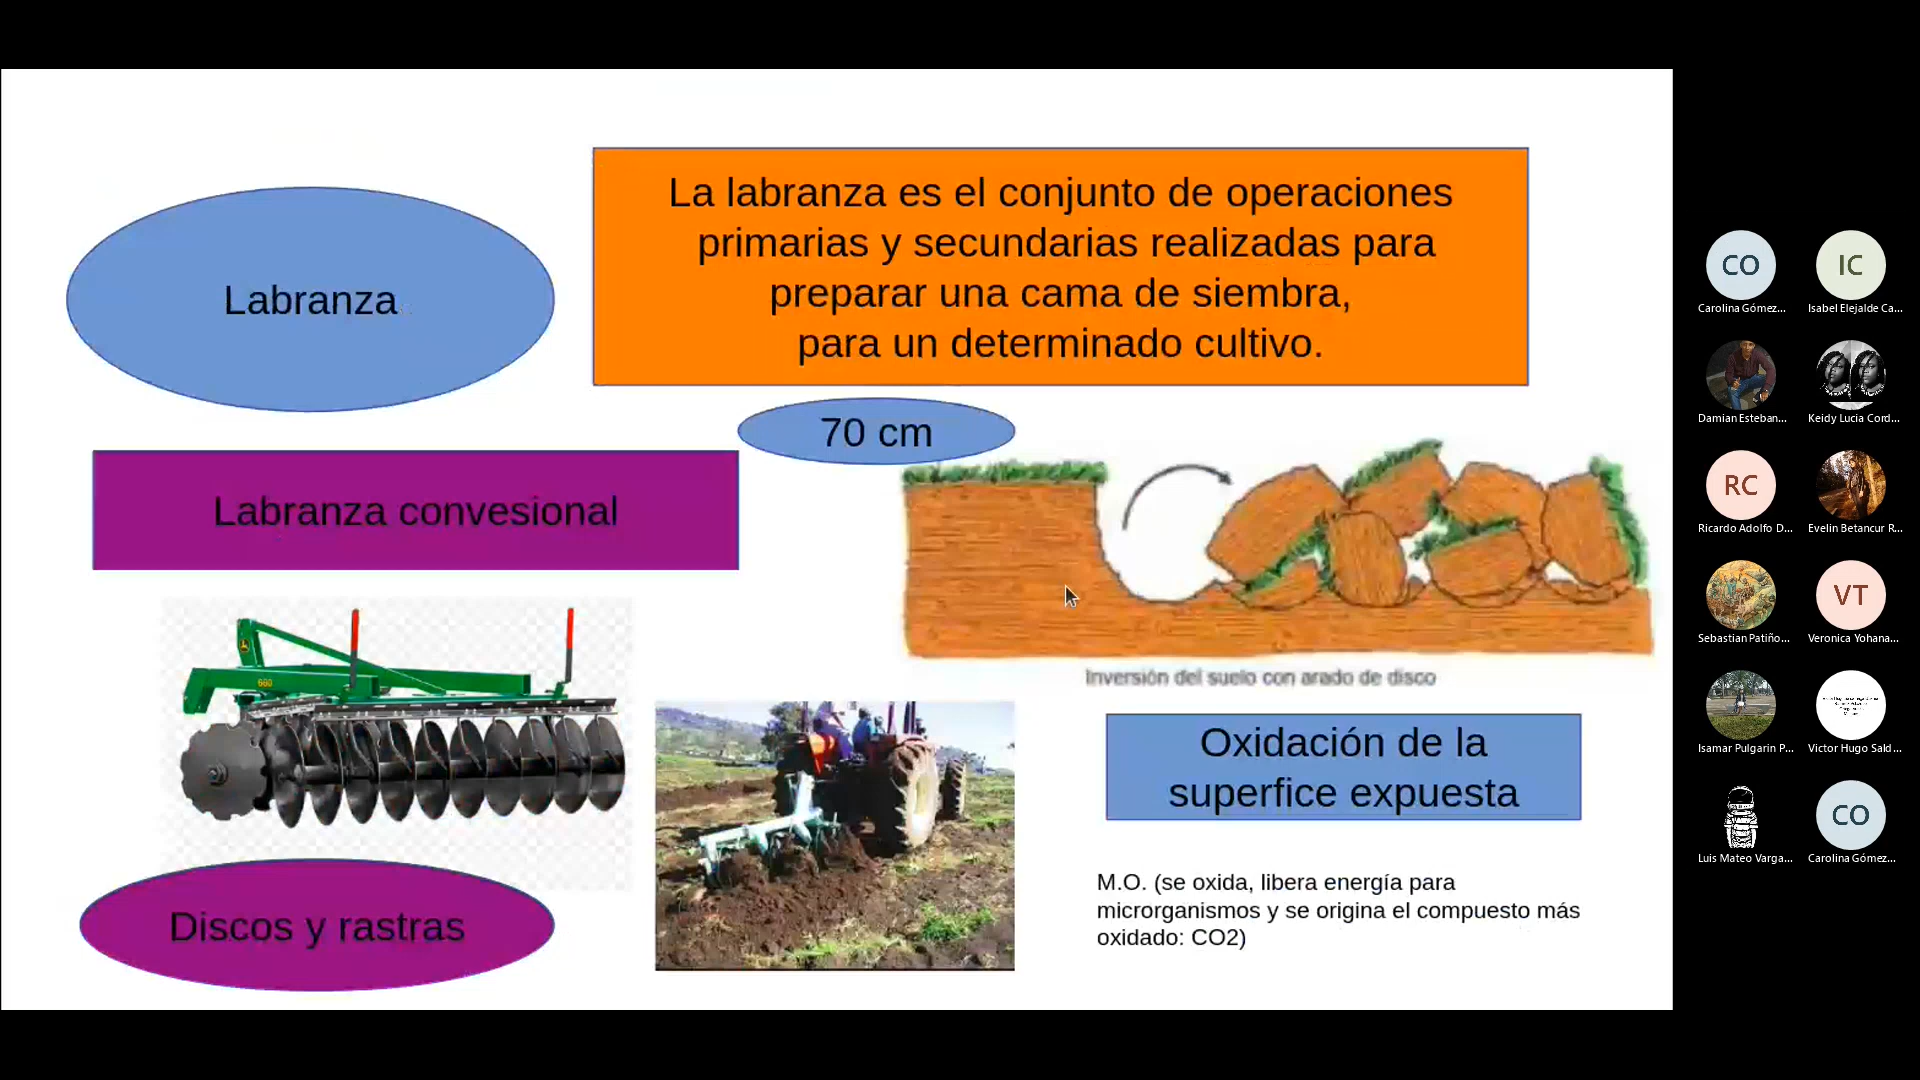 Labranza
La labranza es el conjunto de operaciones
primarias y secundarias realizadas para
preparar una cama de siembra,
para un determinado cultivo.
70 cm
Labranza convesional
660
Inversión del suelo con arado de disco
Oxidación de la
superfice expuesta
Discos y rastras
M.O. (se oxida, libera energía para
microrganismos y se origina el compuesto más
oxidado: CO2)
CO
IC
Carolina Gómez...
Isabel Elejalde Ca...
Damian Esteban...
Keidy Lucia Cord...
RC
Ricardo Adolfo D...
Evelin Betancur R...
VT
Sebastian Patiño...
Veronica Yohana...
Isamar Pulgarin P...
Victor Hugo Sald...
CO
Luis Mateo Varga...
Carolina Gómez...